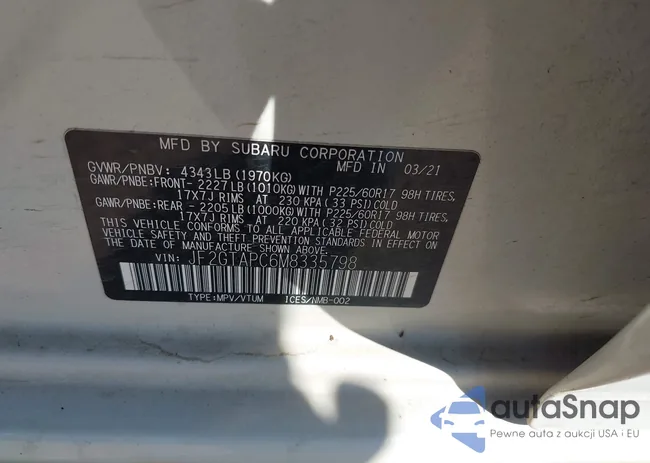 MFD BY SUBARU CORPORATION MFD IN 03/21
GVWR/PNBV: 4343LB (1970KG)
GAWR/PNBE:FRONT- 2227LB (1010KG)WITH P225/60R17 98H TIRES,
17X7J RIMS AT 230 KPA (33 PSI)COLD
GAWR/PNBE:REAR - 2205LB (1000KG)WITH P225/60R17 98H TIRES,
17X7J RIMS AT 220 KPA (33 PSI)COLD
THIS VEHICLE CONFORMS TO ALL APPLICABLE FEDERAL MOTOR
VEHICLE SAFETY, BUMPER, AND THEFT PREVENTION STANDARDS
IN EFFECT ON THE
DATE OF MANUFACTURE SHOWN ABOVE.
VIN: JF2GTAPC6M8335798
TYPE:MPV/VTUM ICES/NMB-002
autaSnap
Pewne auta z aukcji USA i EU